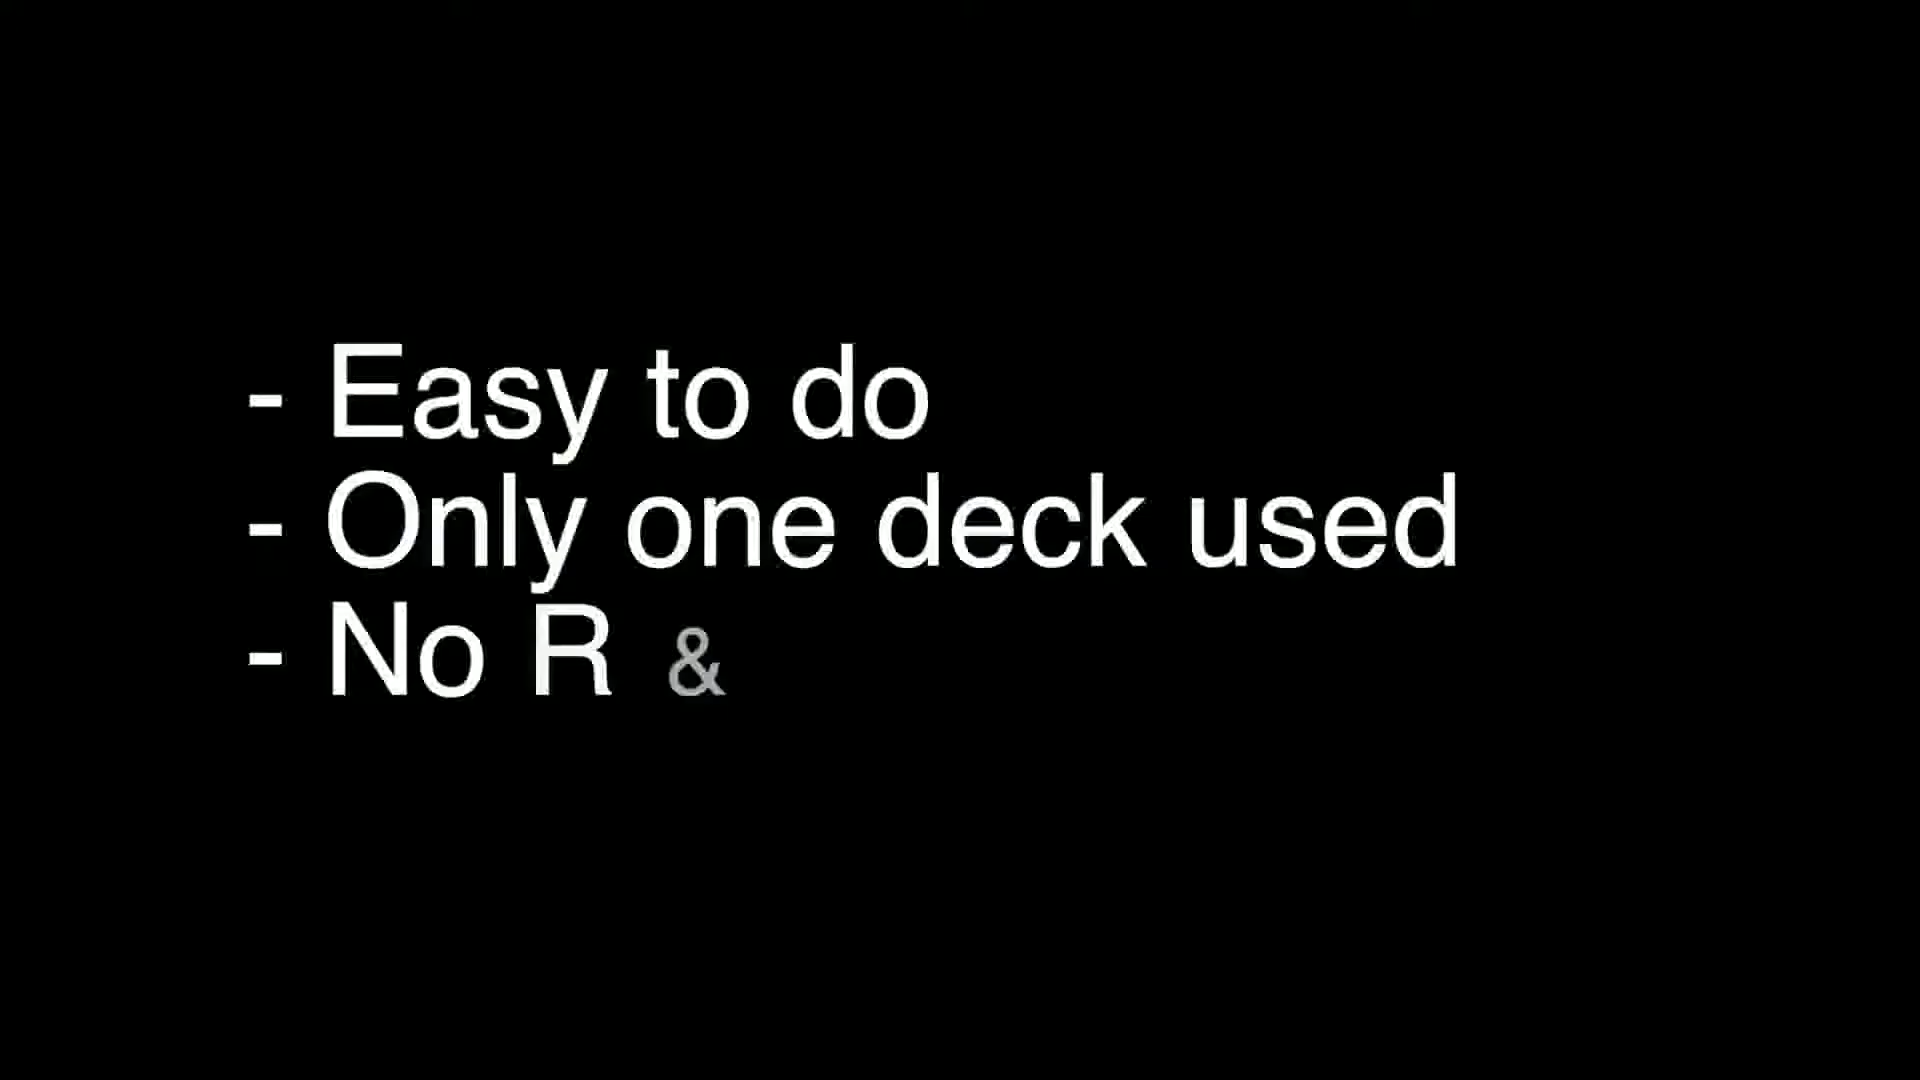 - Easy to do
- Only one deck used
- No R &